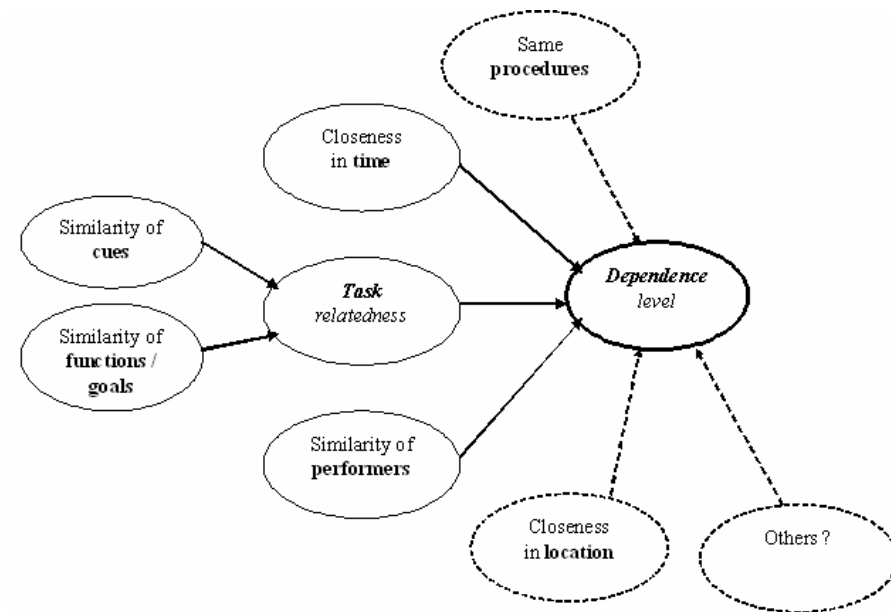 Same
procedures
Closeness
in time
Similarity of
cues
Task
relatedness
Dependence
level
Similarity of
functions /
goals
Similarity of
performers
Closeness
in location
Others ?